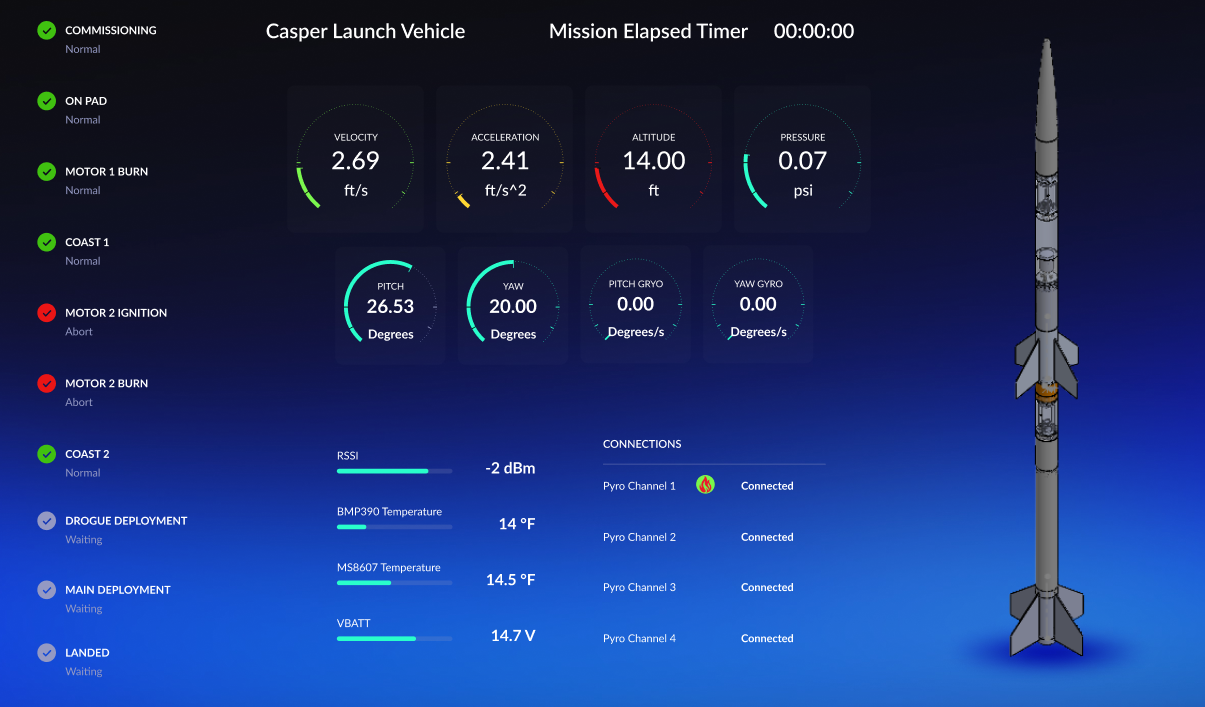 COMMISSIONING
Normal
ON PAD
Normal
MOTOR 1 BURN
Normal
COAST 1
Normal
MOTOR 2 IGNITION
Abort
MOTOR 2 BURN
Abort
COAST 2
Normal
DROGUE DEPLOYMENT
Waiting
MAIN DEPLOYMENT
Waiting
LANDED
Waiting
Casper Launch Vehicle
Mission Elapsed Timer 00:00:00
VELOCITY
2.69
ft/s
ACCELERATION
2.41
ft/s^2
ALTITUDE
14.00
ft
PRESSURE
0.07
psi
PITCH
26.53
Degrees
YAW
20.00
Degrees
PITCH GRYO
0.00
Degrees/s
YAW GYRO
0.00
Degrees/s
RSSI
-2 dBm
BMP390 Temperature
14 °F
MS8607 Temperature
14.5 °F
VBATT
14.7 V
CONNECTIONS
Pyro Channel 1 Connected
Pyro Channel 2 Connected
Pyro Channel 3 Connected
Pyro Channel 4 Connected